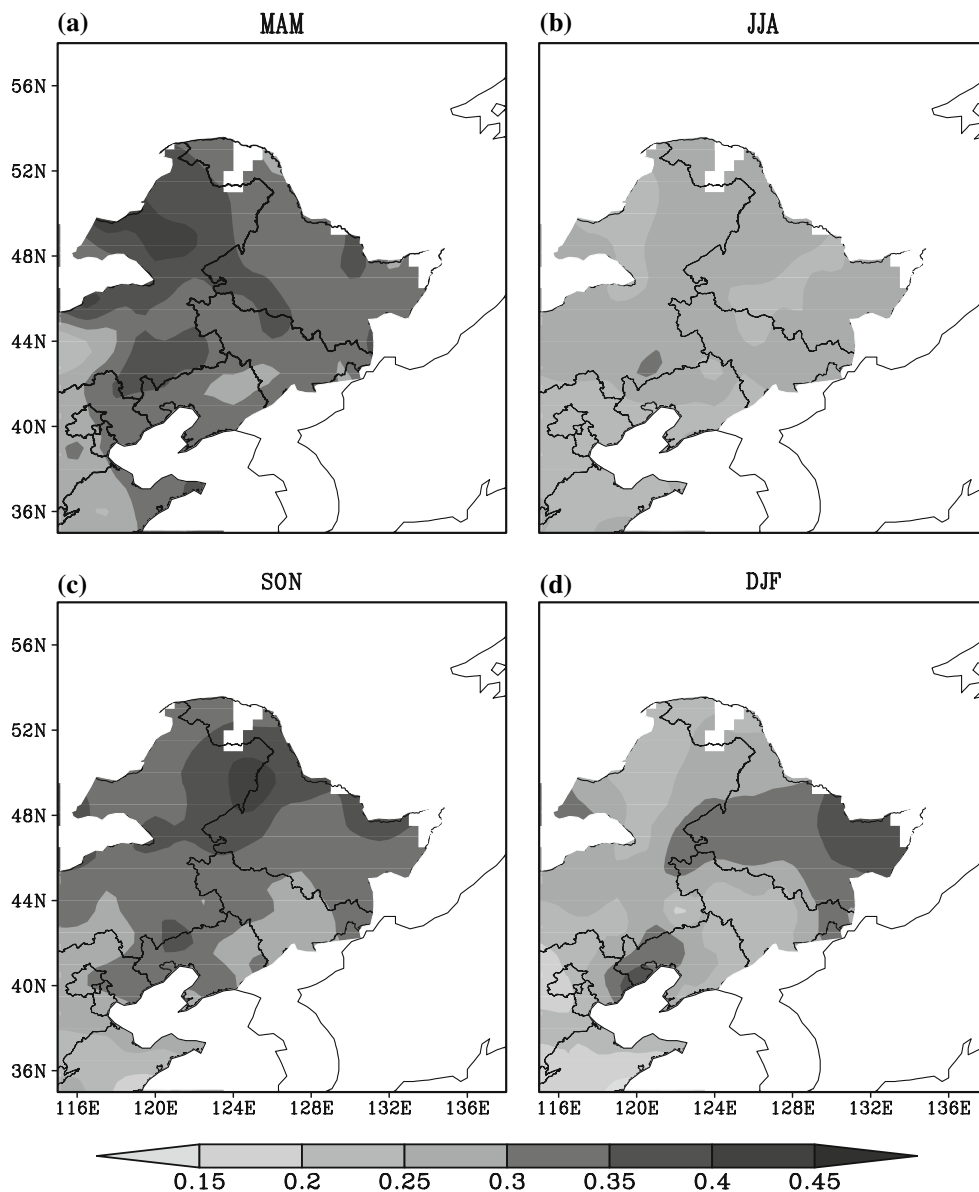 (a) MAM (b) JJA
56N
52N
48N
44N
40N
36N
(c) SON (d) DJF
56N
52N
48N
44N
40N
36N
116E 120E 124E 128E 132E 136E 116E 120E 124E 128E 132E 136E
0.15 0.2 0.25 0.3 0.35 0.4 0.45